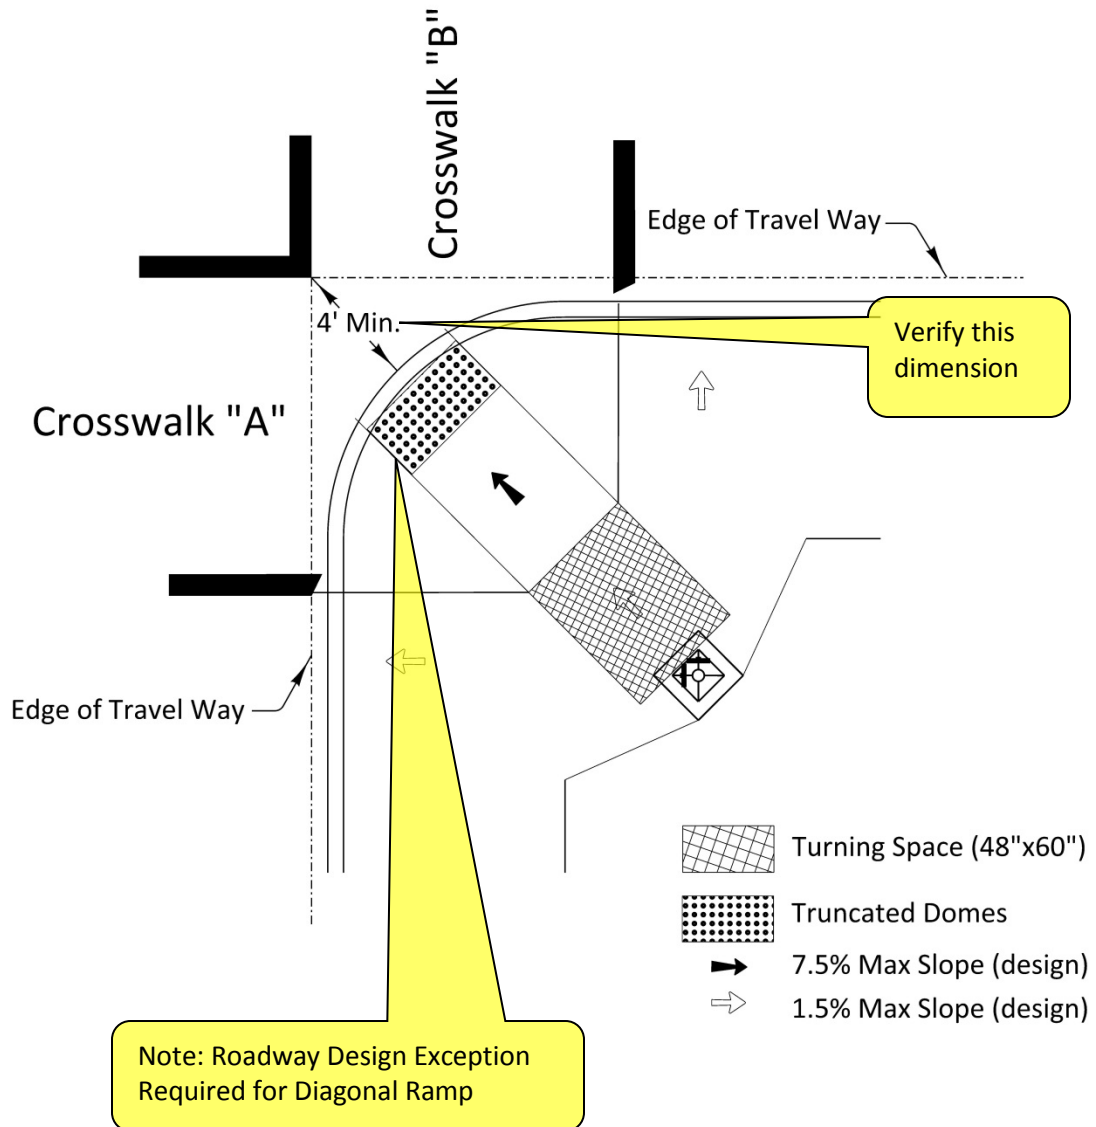 Crosswalk "B"
Edge of Travel Way
4' Min.
Verify this
dimension
Crosswalk "A"
Edge of Travel Way
Turning Space (48"x60")
Truncated Domes
7.5% Max Slope (design)
1.5% Max Slope (design)
Note: Roadway Design Exception
Required for Diagonal Ramp